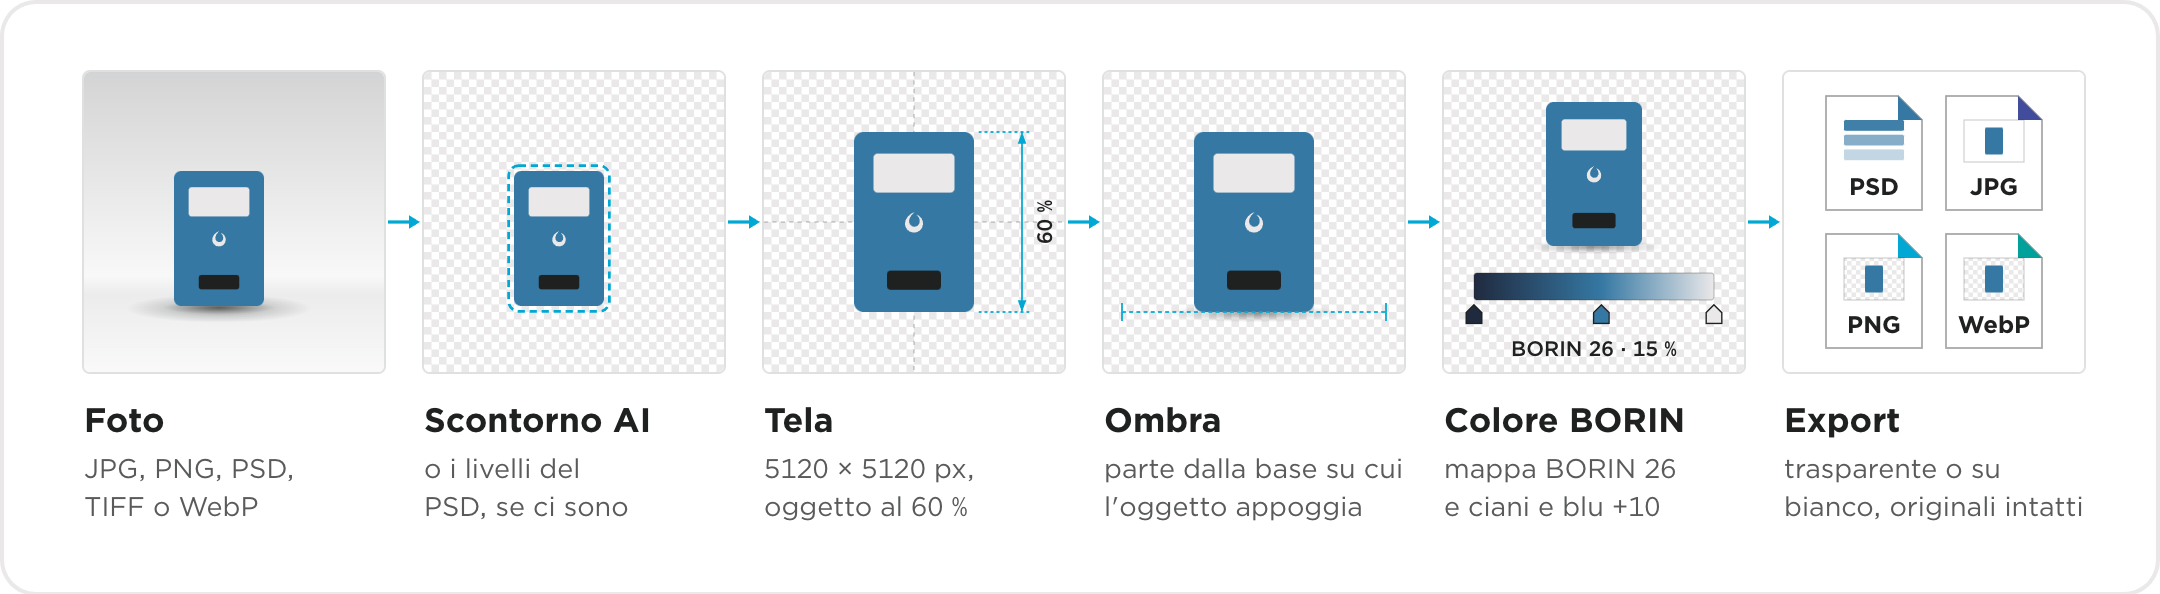 60 %
BORIN 26 · 15 %
PSD
JPG
PNG
WebP
Foto
JPG, PNG, PSD,
TIFF o WebP
Scontorno AI
o i livelli del
PSD, se ci sono
Tela
5120 × 5120 px,
oggetto al 60 %
Ombra
parte dalla base su cui
l'oggetto appoggia
Colore BORIN
mappa BORIN 26
e ciani e blu +10
Export
trasparente o su
bianco, originali intatti